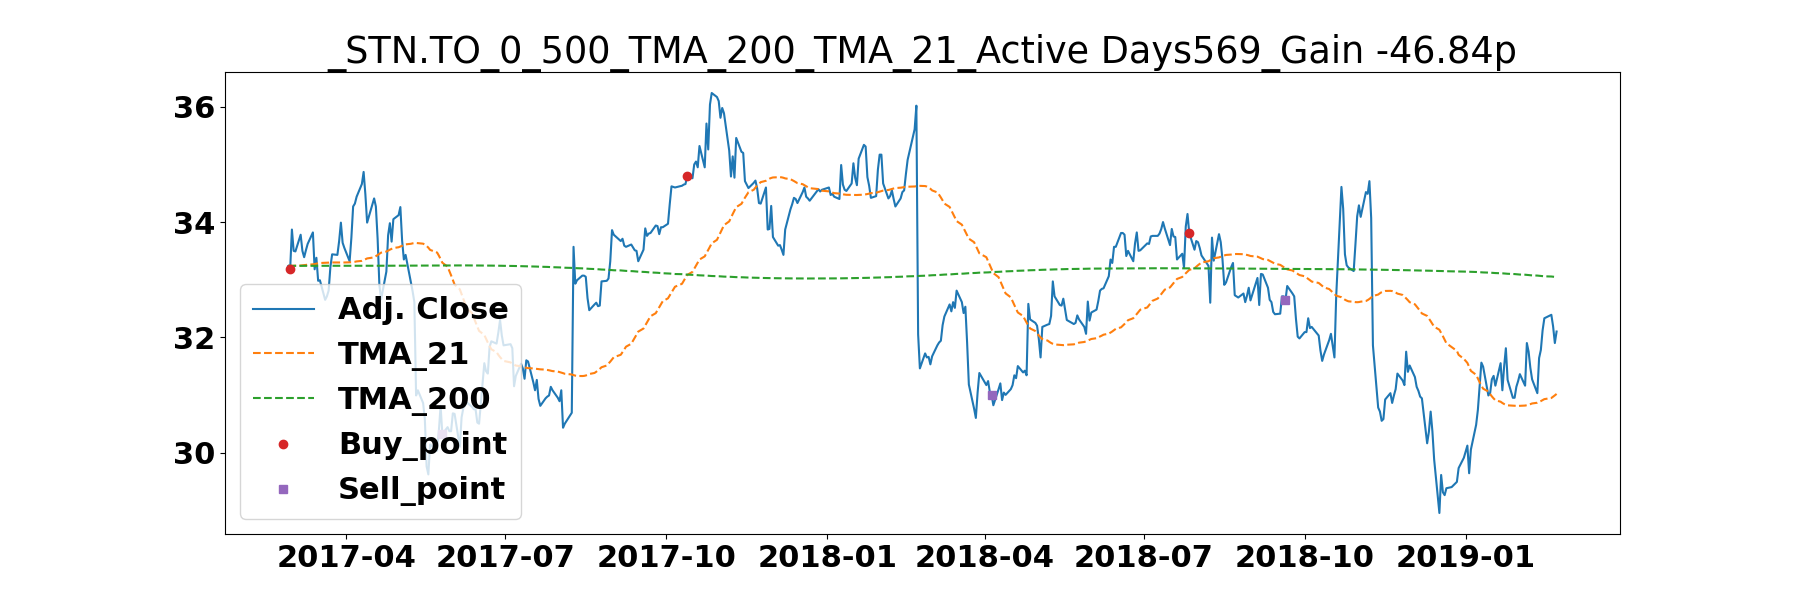 _STN.TO_0_500_TMA_200_TMA_21_Active Days569_Gain -46.84p
36
34
32
30
Adj. Close
TMA_21
TMA_200
Buy_point
Sell_point
2017-04 2017-07 2017-10 2018-01 2018-04 2018-07 2018-10 2019-01